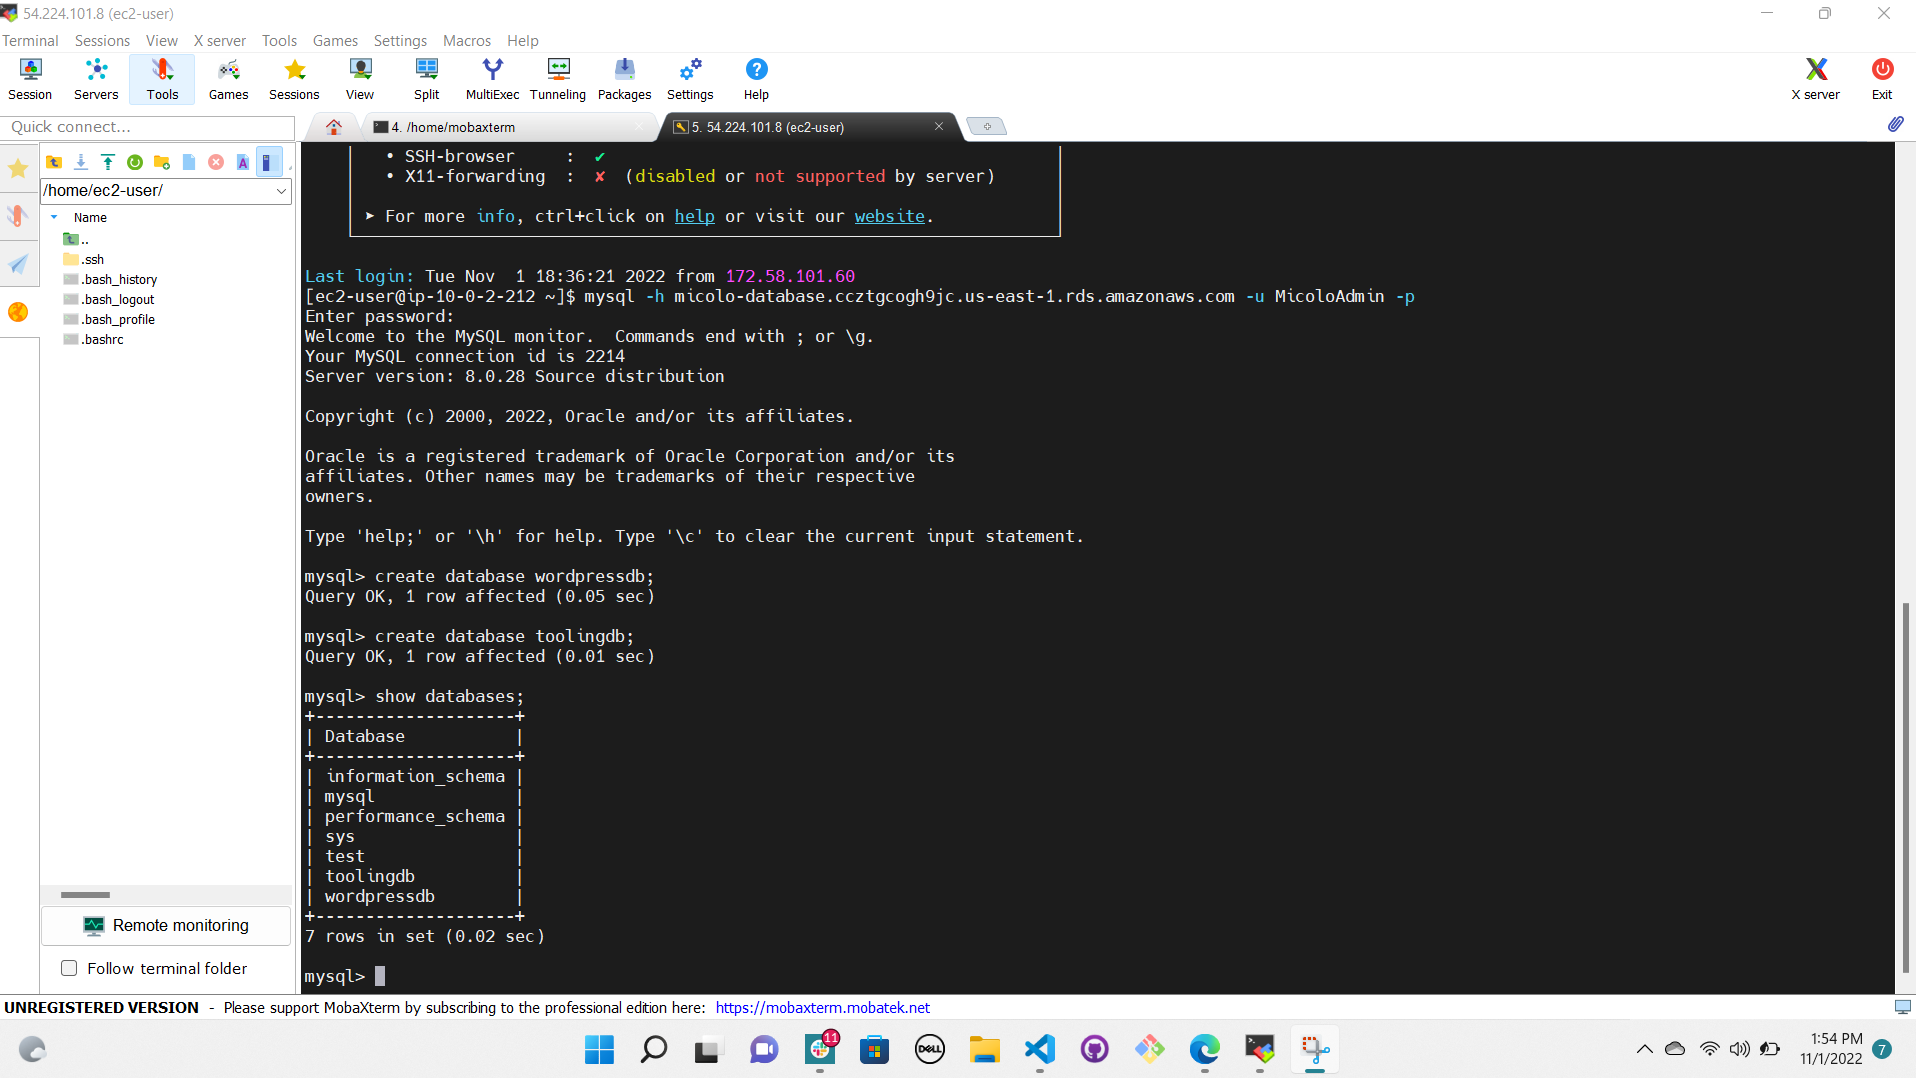 54.224.101.8 (ec2-user)
Terminal Sessions View X server Tools Games Settings Macros Help
Session Servers Tools Games Sessions View Split MultiExec Tunneling Packages Settings Help X server Exit
Quick connect...
4. /home/mobaxterm
5. 54.224.101.8 (ec2-user)
/home/ec2-user/
Name
..
.ssh
.bash_history
.bash_logout
.bash_profile
.bashrc
Remote monitoring
Follow terminal folder
• SSH-browser : ✔
• X11-forwarding : ✘ (disabled or not supported by server)
➤ For more info, ctrl+click on help or visit our website.
Last login: Tue Nov  1 18:36:21 2022 from 172.58.101.60
[ec2-user@ip-10-0-2-212 ~]$ mysql -h micolo-database.ccztgcogh9jc.us-east-1.rds.amazonaws.com -u MicoloAdmin -p
Enter password:
Welcome to the MySQL monitor.  Commands end with ; or \g.
Your MySQL connection id is 2214
Server version: 8.0.28 Source distribution
Copyright (c) 2000, 2022, Oracle and/or its affiliates.
Oracle is a registered trademark of Oracle Corporation and/or its
affiliates. Other names may be trademarks of their respective
owners.
Type 'help;' or '\h' for help. Type '\c' to clear the current input statement.
mysql> create database wordpressdb;
Query OK, 1 row affected (0.05 sec)
mysql> create database toolingdb;
Query OK, 1 row affected (0.01 sec)
mysql> show databases;
+--------------------+
| Database           |
+--------------------+
| information_schema |
| mysql              |
| performance_schema |
| sys                |
| test               |
| toolingdb          |
| wordpressdb        |
+--------------------+
7 rows in set (0.02 sec)
mysql>
UNREGISTERED VERSION - Please support MobaXterm by subscribing to the professional edition here: https://mobaxterm.mobatek.net
11
DELL
1:54 PM
11/1/2022
7